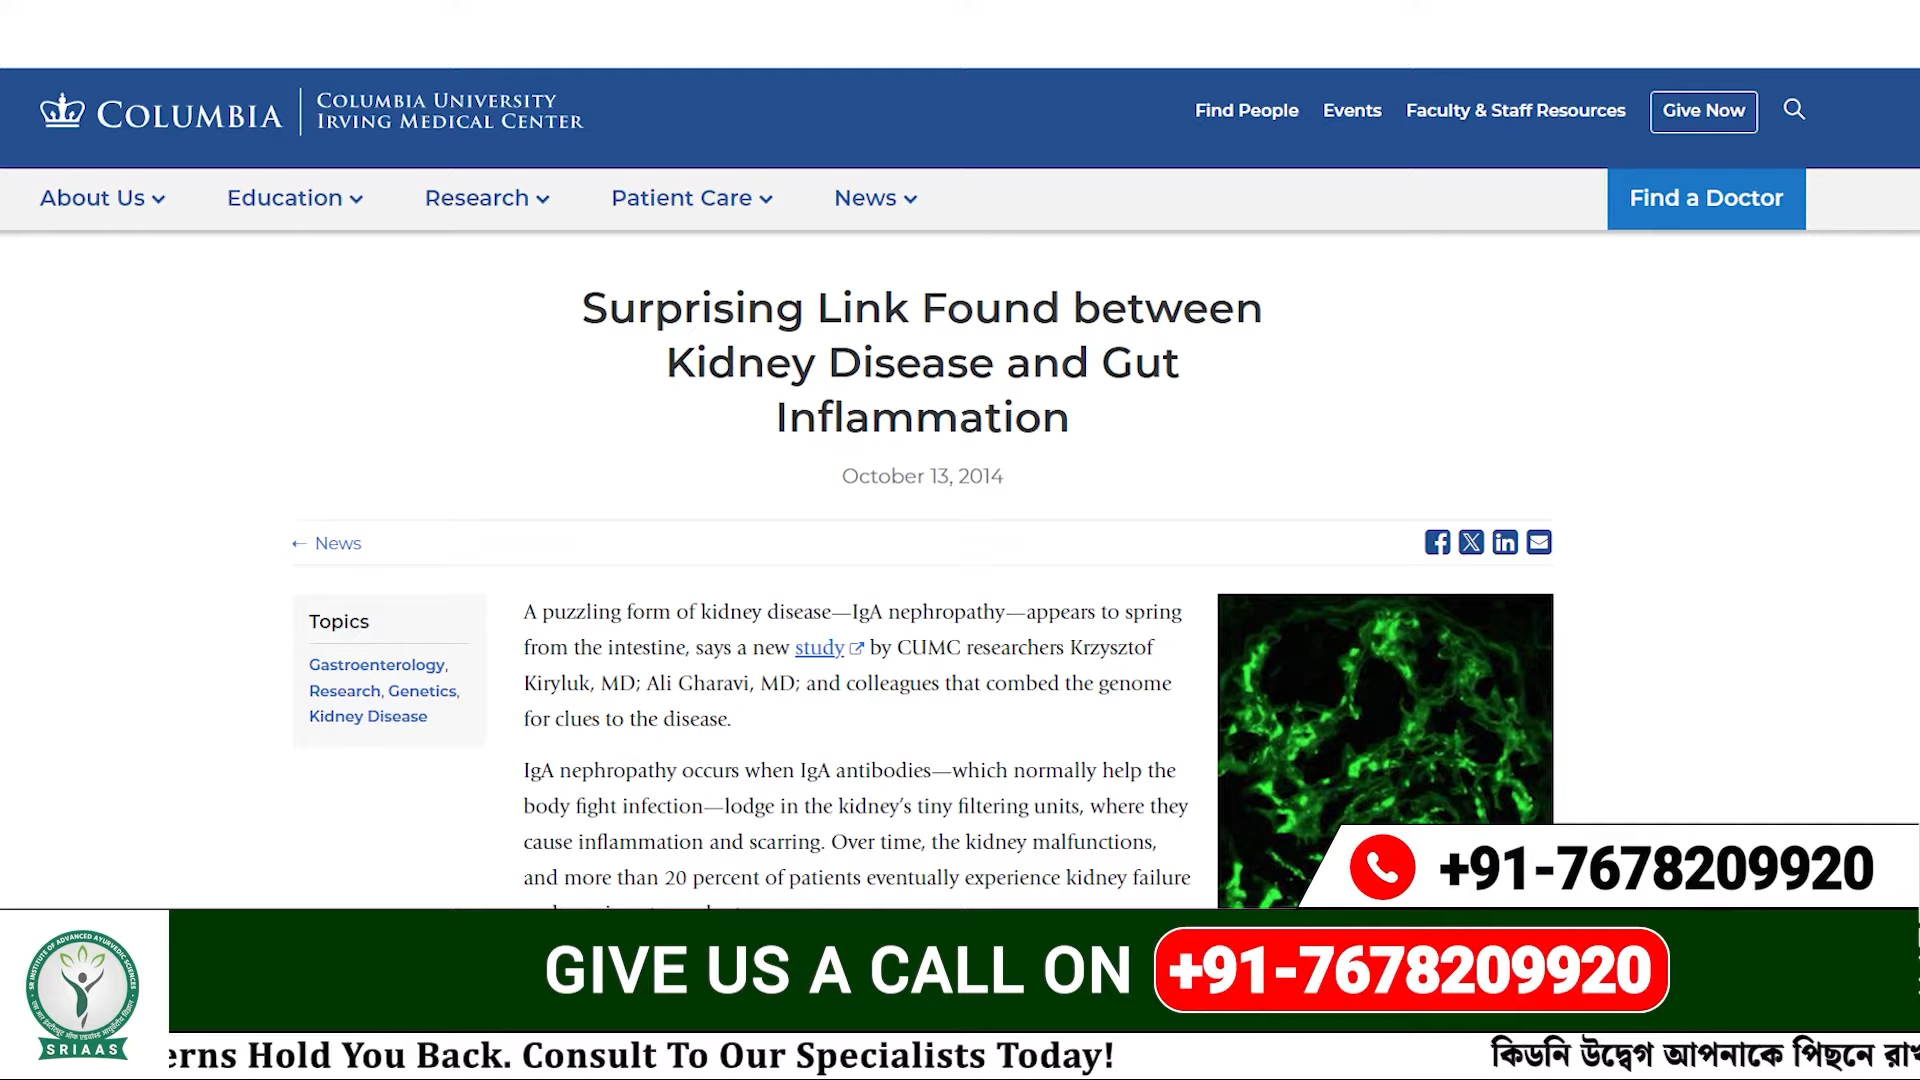 COLUMBIA
COLUMBIA UNIVERSITY
IRVING MEDICAL CENTER
Find People Events Faculty & Staff Resources Give Now
About Us Education Research Patient Care News Find a Doctor
Surprising Link Found between
Kidney Disease and Gut
Inflammation
October 13, 2014
← News
Topics
Gastroenterology,
Research, Genetics,
Kidney Disease
A puzzling form of kidney disease—IgA nephropathy—appears to spring
from the intestine, says a new study by CUMC researchers Krzysztof
Kiryluk, MD; Ali Gharavi, MD; and colleagues that combed the genome
for clues to the disease.
IgA nephropathy occurs when IgA antibodies—which normally help the
body fight infection—lodge in the kidney's tiny filtering units, where they
cause inflammation and scarring. Over time, the kidney malfunctions,
and more than 20 percent of patients eventually experience kidney failure
+91-7678209920
GIVE US A CALL ON +91-7678209920
SR INSTITUTE OF ADVANCED AYURVEDIC SCIENCES
SRIAAS
erns Hold You Back. Consult To Our Specialists Today!
কিডনি উদ্বেগ আপনাকে পিছনে